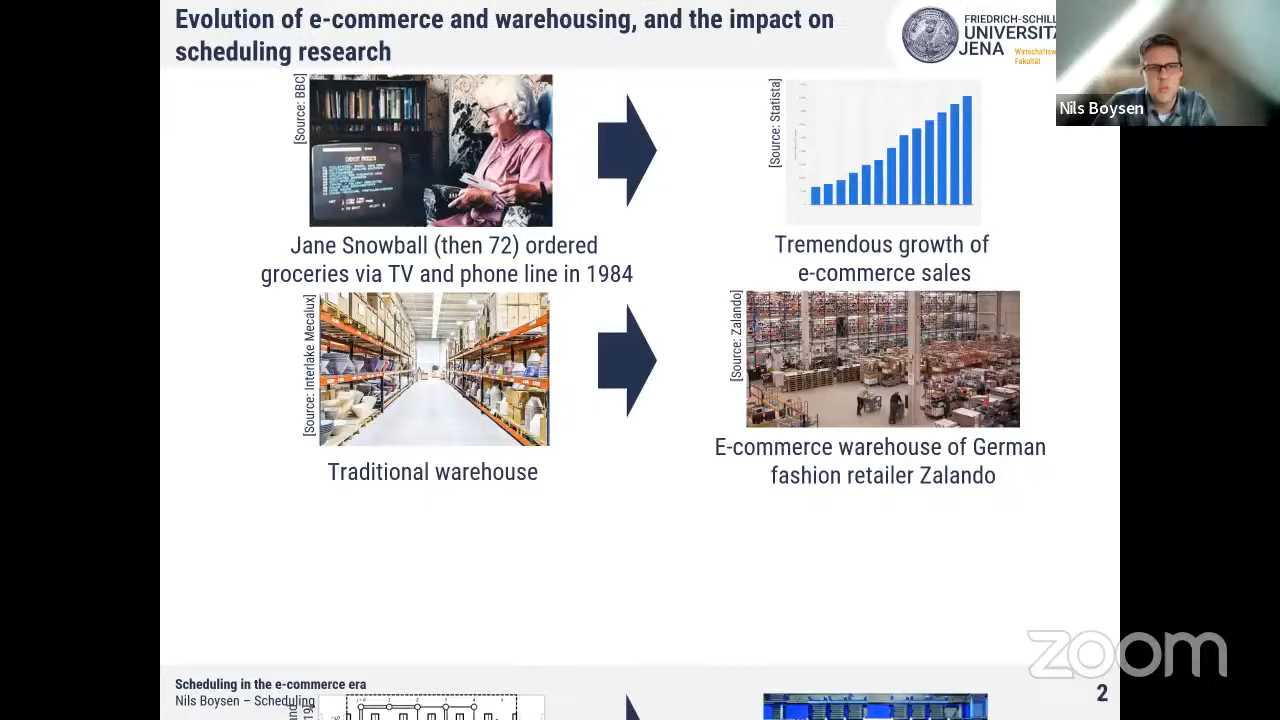 Evolution of e-commerce and warehousing, and the impact on
scheduling research
FRIEDRICH-SCHILL
UNIVERSITÄ
JENA
Wirtschaftsw
Fakultät
Nils Boysen
[Source: BBC]
[Source: Statista]
Jane Snowball (then 72) ordered
groceries via TV and phone line in 1984
Tremendous growth of
e-commerce sales
[Source: Interlake Mecalux]
[Source: Zalando]
Traditional warehouse
E-commerce warehouse of German
fashion retailer Zalando
zoom
Scheduling in the e-commerce era
Nils Boysen – Scheduling
2